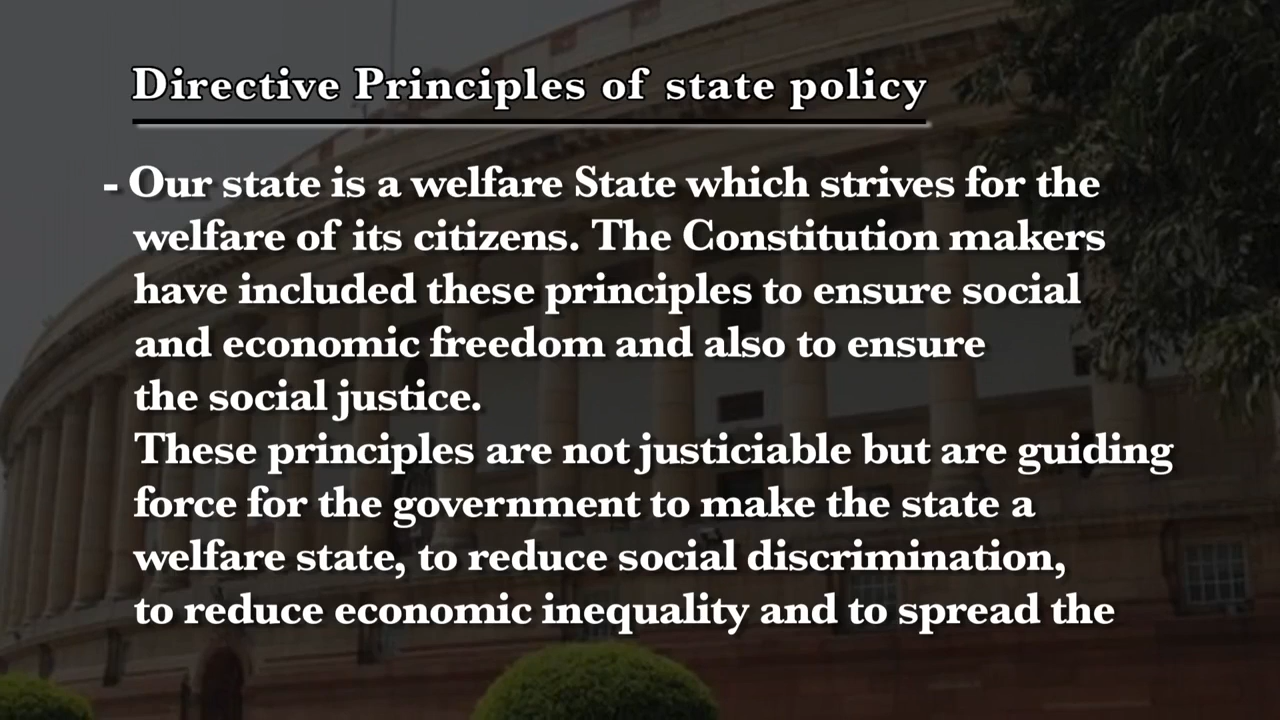 Directive Principles of state policy
- Our state is a welfare State which strives for the
welfare of its citizens. The Constitution makers
have included these principles to ensure social
and economic freedom and also to ensure
the social justice.
These principles are not justiciable but are guiding
force for the government to make the state a
welfare state, to reduce social discrimination,
to reduce economic inequality and to spread the